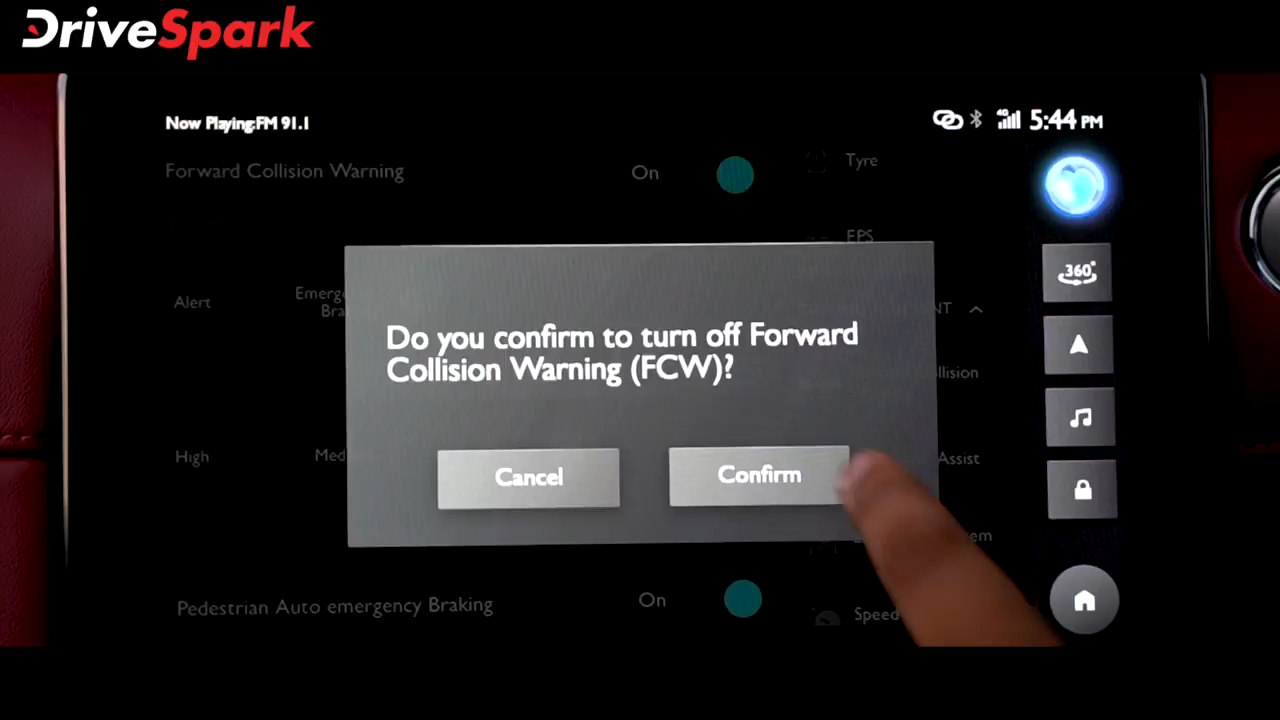 DriveSpark
Now Playing:FM 91.1
4G
5:44 PM
Forward Collision Warning
On
Tyre
EPS
360°
Alert
Do you confirm to turn off Forward
Collision Warning (FCW)?
High
Cancel
Confirm
Assist
Pedestrian Auto emergency Braking
On
Speed